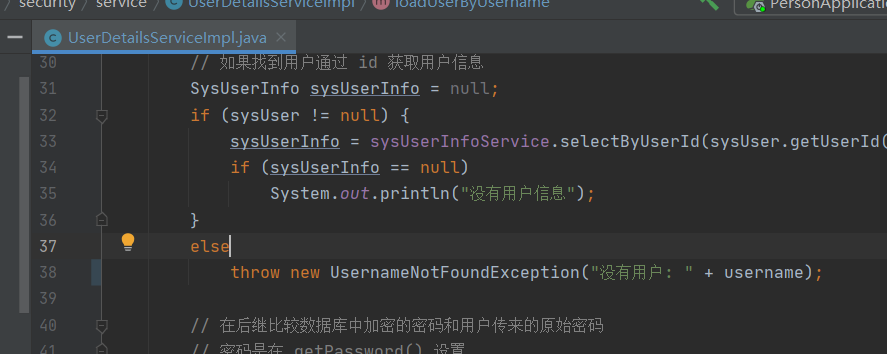 security service UserDetailsServiceImpl loadUserByUsername PersonApplicatio
UserDetailsServiceImpl.java
30 // 如果找到用户通过 id 获取用户信息
31 SysUserInfo sysUserInfo = null;
32 if (sysUser != null) {
33 sysUserInfo = sysUserInfoService.selectByUserId(sysUser.getUserId(
34 if (sysUserInfo == null)
35 System.out.println("没有用户信息");
36 }
37 else
38 throw new UsernameNotFoundException("没有用户: " + username);
39
40 // 在后继比较数据库中加密的密码和用户传来的原始密码
41 // 密码是在 getPassword() 设置